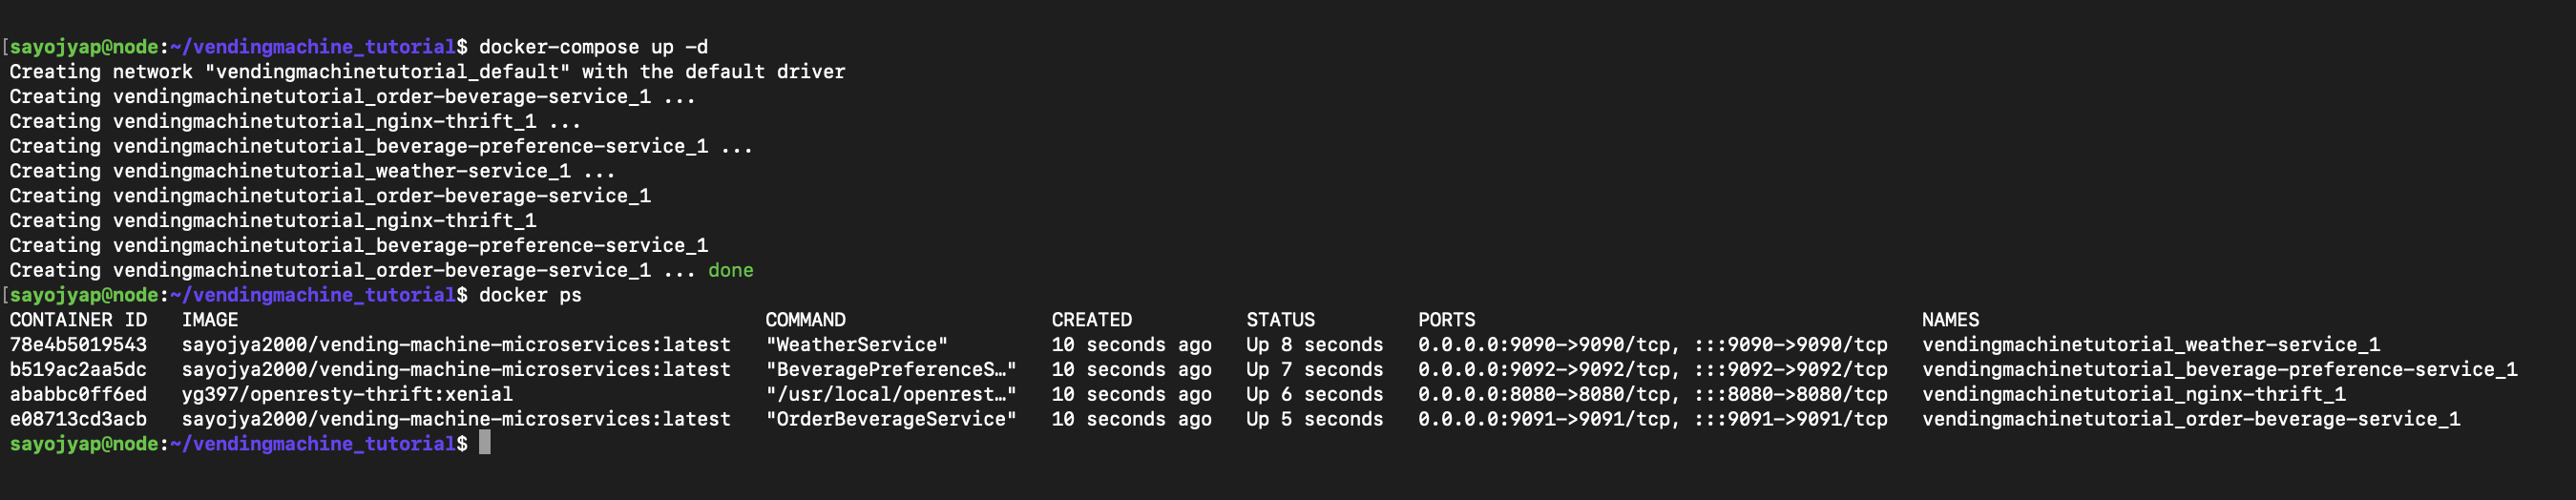 [sayojyap@node:~/vendingmachine_tutorial$ docker-compose up -d
Creating network "vendingmachinetutorial_default" with the default driver
Creating vendingmachinetutorial_order-beverage-service_1 ...
Creating vendingmachinetutorial_nginx-thrift_1 ...
Creating vendingmachinetutorial_beverage-preference-service_1 ...
Creating vendingmachinetutorial_weather-service_1 ...
Creating vendingmachinetutorial_order-beverage-service_1
Creating vendingmachinetutorial_nginx-thrift_1
Creating vendingmachinetutorial_beverage-preference-service_1
Creating vendingmachinetutorial_order-beverage-service_1 ... done
[sayojyap@node:~/vendingmachine_tutorial$ docker ps
CONTAINER ID   IMAGE                                            COMMAND                  CREATED          STATUS         PORTS                                       NAMES
78e4b5019543   sayojya2000/vending-machine-microservices:latest   "WeatherService"         10 seconds ago   Up 8 seconds   0.0.0.0:9090->9090/tcp, :::9090->9090/tcp   vendingmachinetutorial_weather-service_1
b519ac2aa5dc   sayojya2000/vending-machine-microservices:latest   "BeveragePreferenceS…"   10 seconds ago   Up 7 seconds   0.0.0.0:9092->9092/tcp, :::9092->9092/tcp   vendingmachinetutorial_beverage-preference-service_1
ababbc0ff6ed   yg397/openresty-thrift:xenial                      "/usr/local/openrest…"   10 seconds ago   Up 6 seconds   0.0.0.0:8080->8080/tcp, :::8080->8080/tcp   vendingmachinetutorial_nginx-thrift_1
e08713cd3acb   sayojya2000/vending-machine-microservices:latest   "OrderBeverageService"   10 seconds ago   Up 5 seconds   0.0.0.0:9091->9091/tcp, :::9091->9091/tcp   vendingmachinetutorial_order-beverage-service_1
sayojyap@node:~/vendingmachine_tutorial$